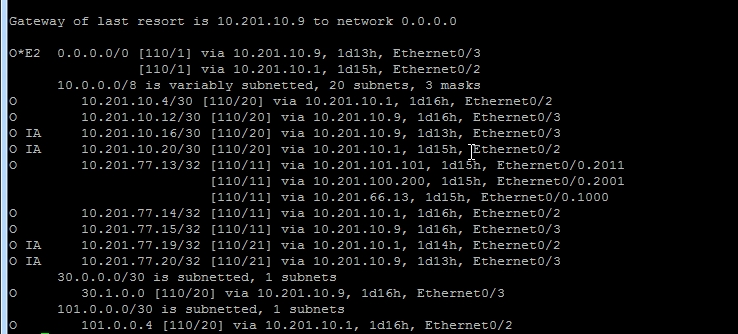 Gateway of last resort is 10.201.10.9 to network 0.0.0.0
O*E2  0.0.0.0/0 [110/1] via 10.201.10.9, 1d13h, Ethernet0/3
                [110/1] via 10.201.10.1, 1d15h, Ethernet0/2
      10.0.0.0/8 is variably subnetted, 20 subnets, 3 masks
O        10.201.10.4/30 [110/20] via 10.201.10.1, 1d16h, Ethernet0/2
O        10.201.10.12/30 [110/20] via 10.201.10.9, 1d16h, Ethernet0/3
O IA     10.201.10.16/30 [110/20] via 10.201.10.9, 1d13h, Ethernet0/3
O IA     10.201.10.20/30 [110/20] via 10.201.10.1, 1d15h, Ethernet0/2
O        10.201.77.13/32 [110/11] via 10.201.101.101, 1d15h, Ethernet0/0.2011
                         [110/11] via 10.201.100.200, 1d15h, Ethernet0/0.2001
                         [110/11] via 10.201.66.13, 1d15h, Ethernet0/0.1000
O        10.201.77.14/32 [110/11] via 10.201.10.1, 1d16h, Ethernet0/2
O        10.201.77.15/32 [110/11] via 10.201.10.9, 1d16h, Ethernet0/3
O IA     10.201.77.19/32 [110/21] via 10.201.10.1, 1d14h, Ethernet0/2
O IA     10.201.77.20/32 [110/21] via 10.201.10.9, 1d13h, Ethernet0/3
      30.0.0.0/30 is subnetted, 1 subnets
O        30.1.0.0 [110/20] via 10.201.10.9, 1d16h, Ethernet0/3
      101.0.0.0/30 is subnetted, 1 subnets
O        101.0.0.4 [110/20] via 10.201.10.1, 1d16h, Ethernet0/2